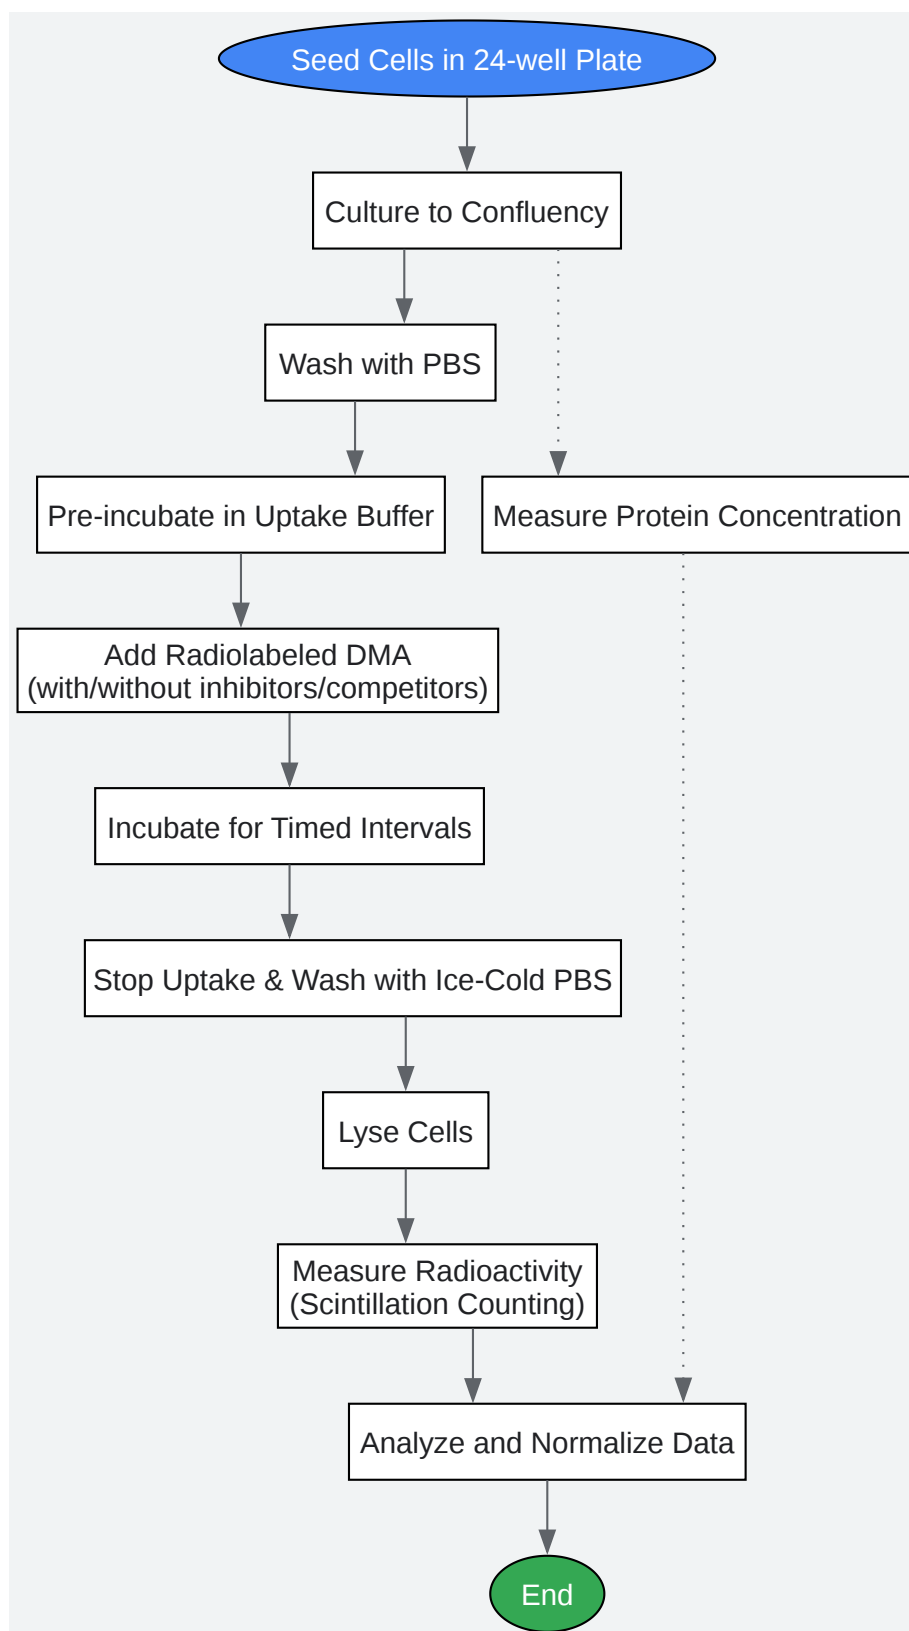 Seed Cells in 24-well Plate
Culture to Confluency
Wash with PBS
Pre-incubate in Uptake Buffer
Measure Protein Concentration
Add Radiolabeled DMA
(with/without inhibitors/competitors)
Incubate for Timed Intervals
Stop Uptake & Wash with Ice-Cold PBS
Lyse Cells
Measure Radioactivity
(Scintillation Counting)
Analyze and Normalize Data
End